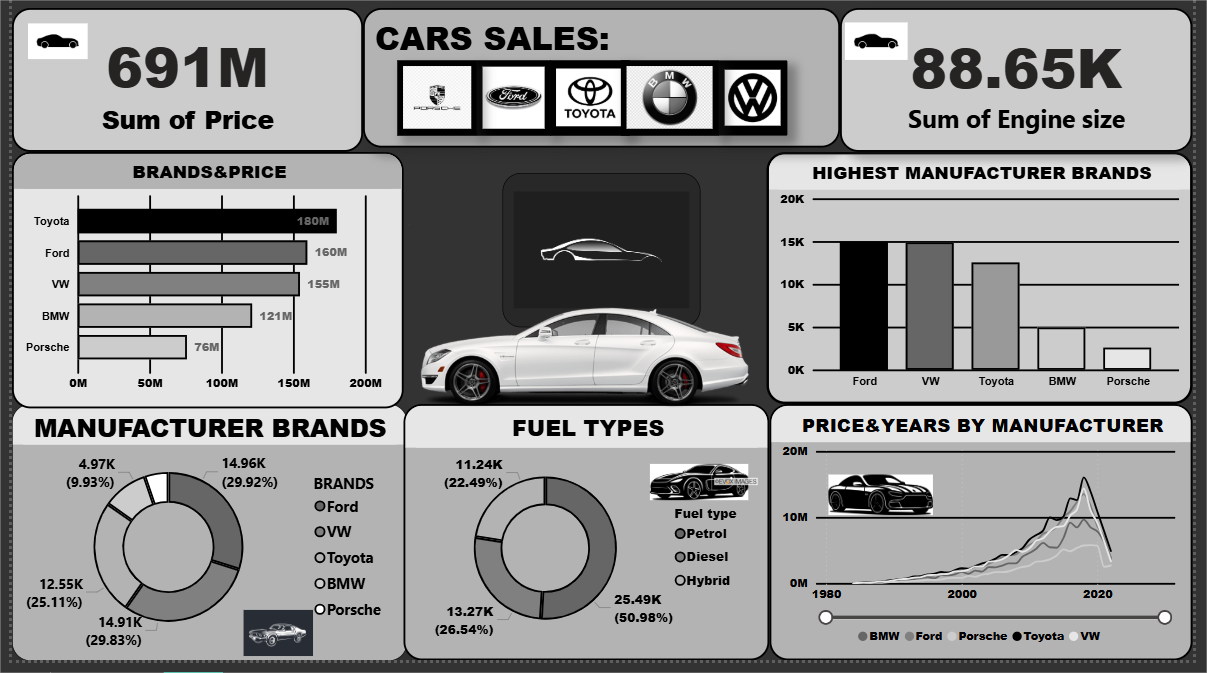 691M
Sum of Price
CARS SALES:
PORSCHE
Ford
TOYOTA
BMW
88.65K
Sum of Engine size
BRANDS&PRICE
Toyota
180M
Ford
160M
VW
155M
BMW
121M
Porsche
76M
0M 50M 100M 150M 200M
HIGHEST MANUFACTURER BRANDS
20K
15K
10K
5K
0K
Ford VW Toyota BMW Porsche
MANUFACTURER BRANDS
4.97K
(9.93%)
14.96K
(29.92%)
12.55K
(25.11%)
14.91K
(29.83%)
BRANDS
Ford
VW
Toyota
BMW
Porsche
FUEL TYPES
11.24K
(22.49%)
13.27K
(26.54%)
25.49K
(50.98%)
©EVOX IMAGES
Fuel type
Petrol
Diesel
Hybrid
PRICE&YEARS BY MANUFACTURER
20M
10M
0M
1980 2000 2020
BMW Ford Porsche Toyota VW